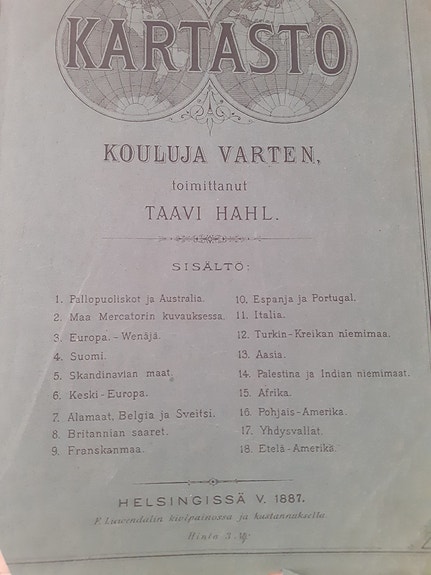 KARTASTO
KOULUJA VARTEN,
toimittanut
TAAVI HAHL.
SISÄLTÖ:
1. Pallopuoliskot ja Australia.
2. Maa Mercatorin kuvauksessa.
3. Europa. – Wenäjä.
4. Suomi.
5. Skandinavian maat.
6. Keski-Europa.
7. Alamaat, Belgia ja Sveitsi.
8. Britannian saaret.
9. Franskanmaa.
10. Espanja ja Portugal.
11. Italia.
12. Turkin-Kreikan niemimaa.
13. Aasia.
14. Palestina ja Indian niemimaat.
15. Afrika.
16. Pohjais-Amerika.
17. Yhdysvallat.
18. Etelä-Amerika.
HELSINGISSÄ V. 1887.
F. Liewendalin kivipainossa ja kustannuksella
Hinta 3